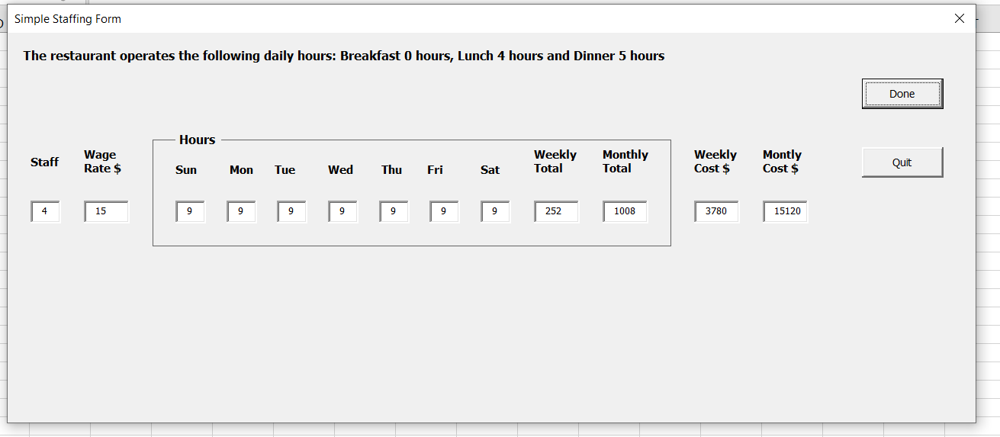 Simple Staffing Form
The restaurant operates the following daily hours: Breakfast 0 hours, Lunch 4 hours and Dinner 5 hours
Done
Hours
Staff Wage Rate $ Sun Mon Tue Wed Thu Fri Sat Weekly Total Monthly Total Weekly Cost $ Montly Cost $
Quit
4 15 9 9 9 9 9 9 9 252 1008 3780 15120